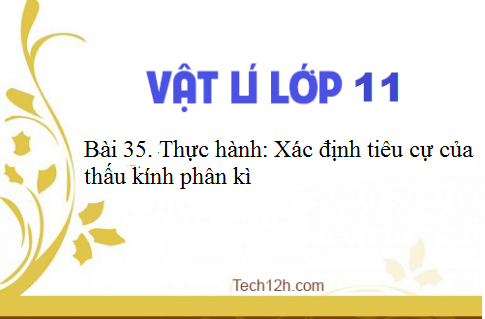 VẬT LÍ LỚP 11
Bài 35. Thực hành: Xác định tiêu cự của
thấu kính phân kì
Tech12h.com